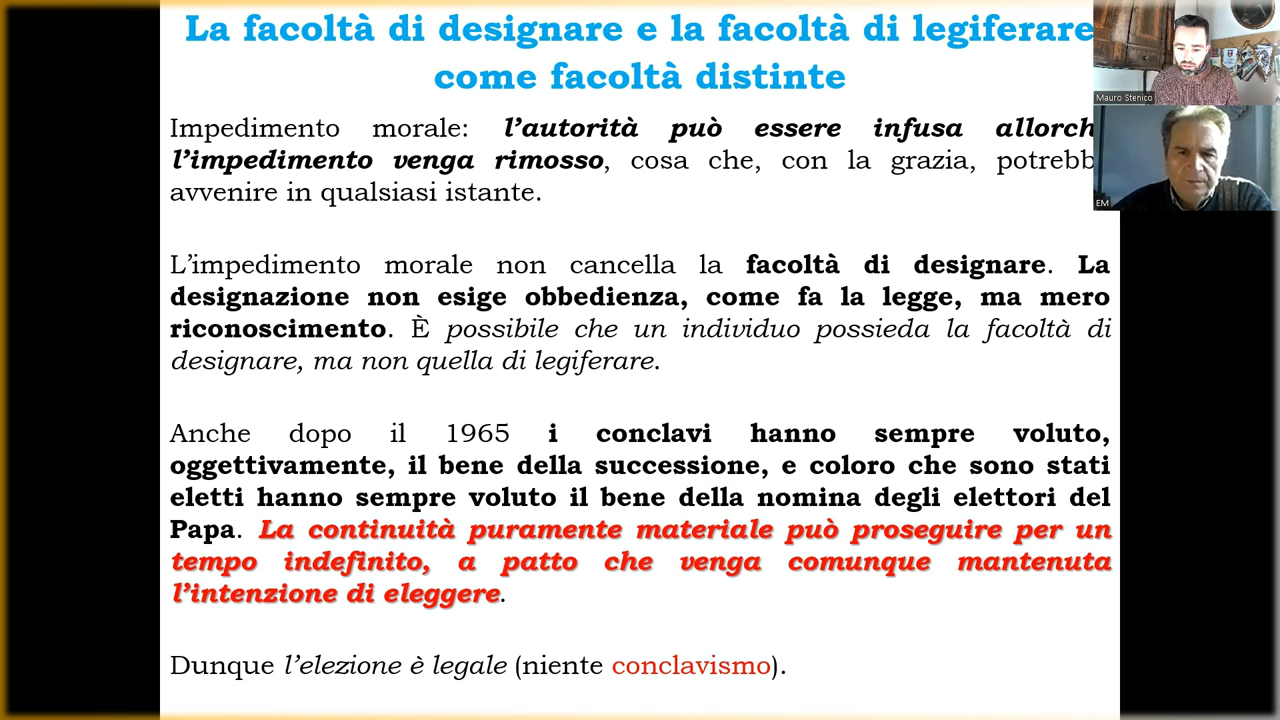 La facoltà di designare e la facoltà di legiferare
come facoltà distinte
Impedimento morale: l’autorità può essere infusa allorch
l’impedimento venga rimosso, cosa che, con la grazia, potrebb
avvenire in qualsiasi istante.
L’impedimento morale non cancella la facoltà di designare. La
designazione non esige obbedienza, come fa la legge, ma mero
riconoscimento. È possibile che un individuo possieda la facoltà di
designare, ma non quella di legiferare.
Anche dopo il 1965 i conclavi hanno sempre voluto,
oggettivamente, il bene della successione, e coloro che sono stati
eletti hanno sempre voluto il bene della nomina degli elettori del
Papa. La continuità puramente materiale può proseguire per un
tempo indefinito, a patto che venga comunque mantenuta
l’intenzione di eleggere.
Dunque l’elezione è legale (niente conclavismo).
Mauro Stenico
EM